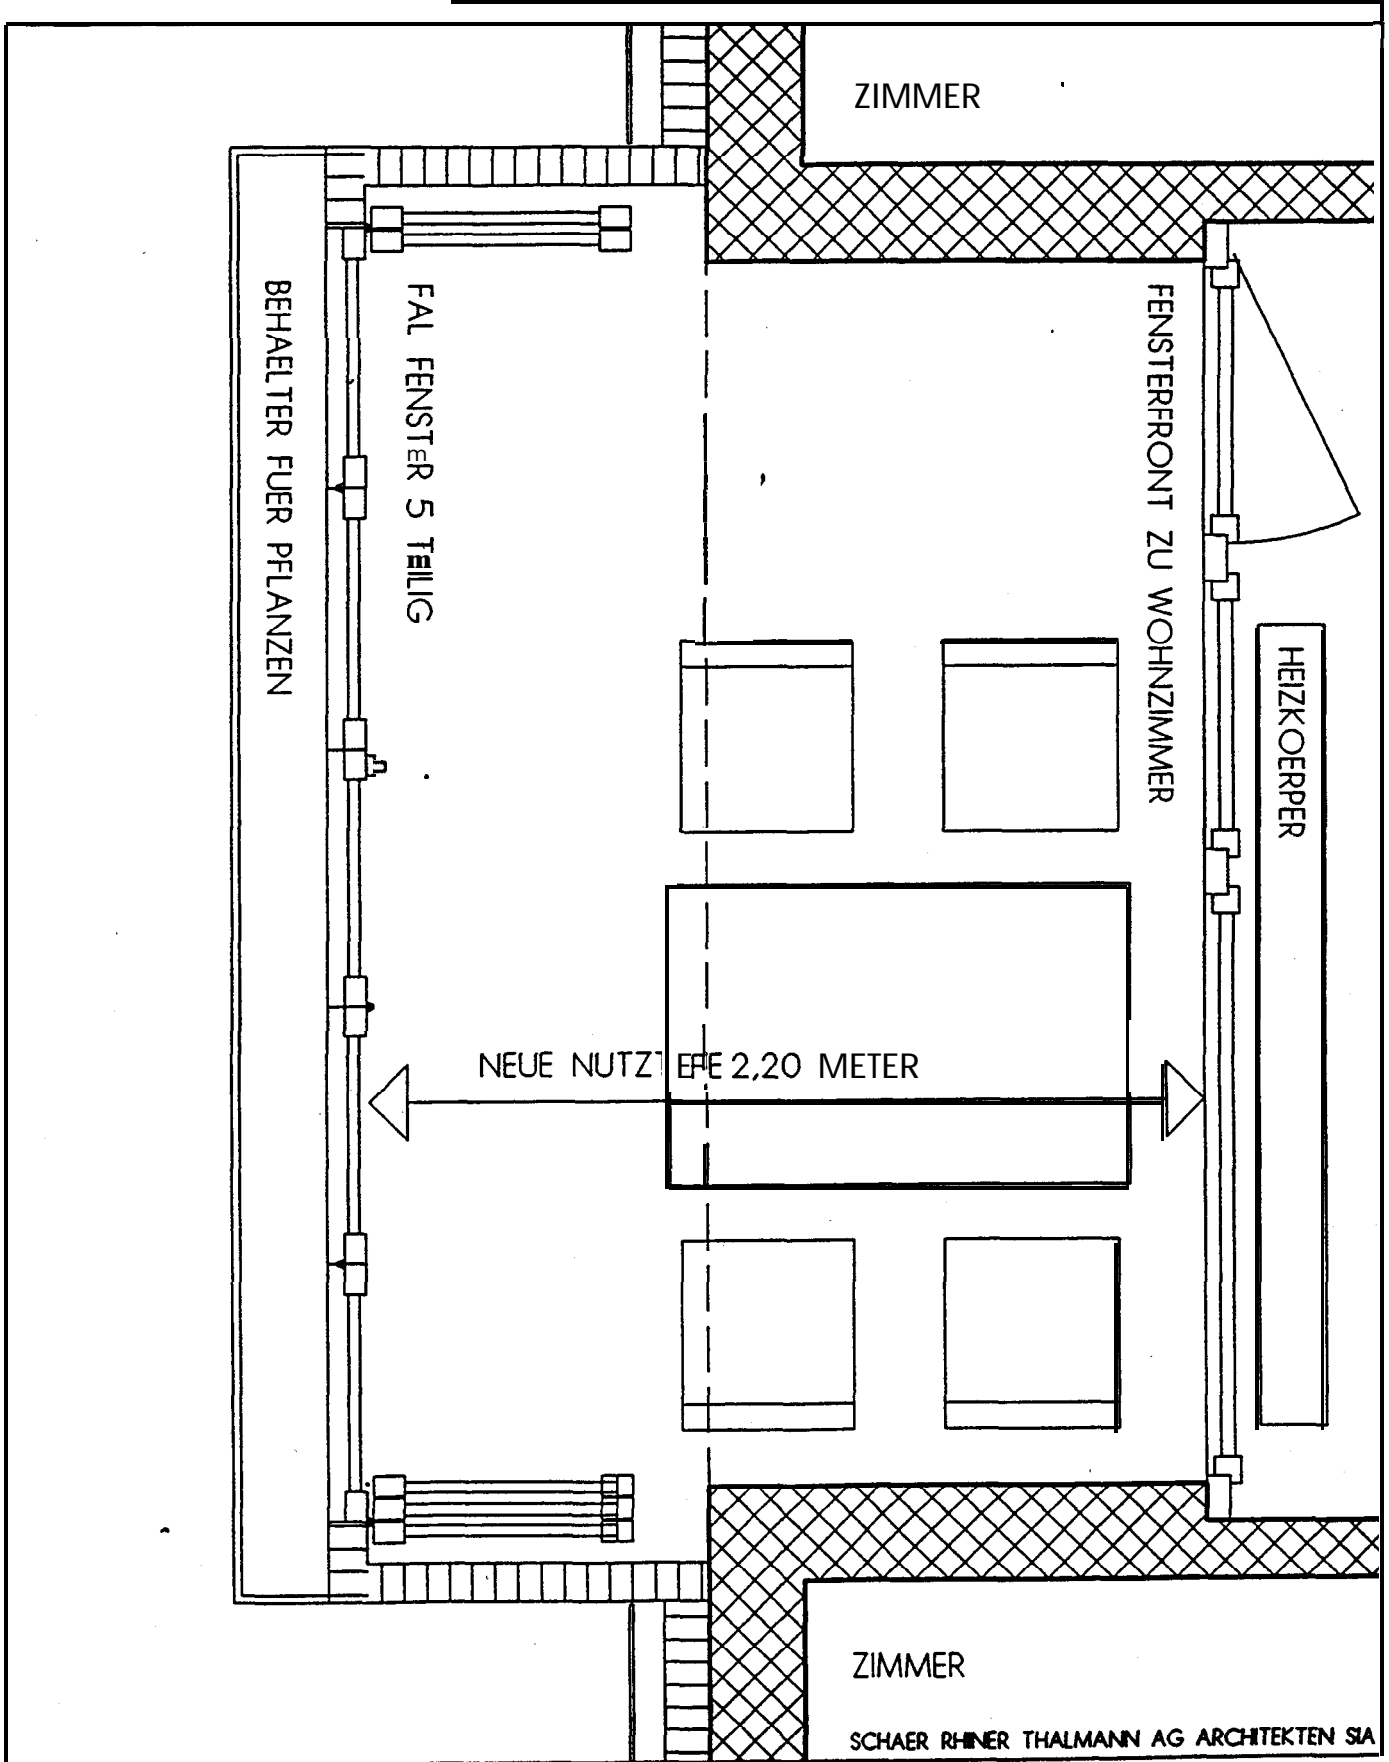 ZIMMER
BEHAELTER FUER PFLANZEN
FAL FENSTER 5 TmILIG
FENSTERFRONT ZU WOHNZIMMER
HEIZKOERPER
NEUE NUTZTIEFE 2,20 METER
ZIMMER
SCHAER RHINER THALMANN AG ARCHITEKTEN SIA